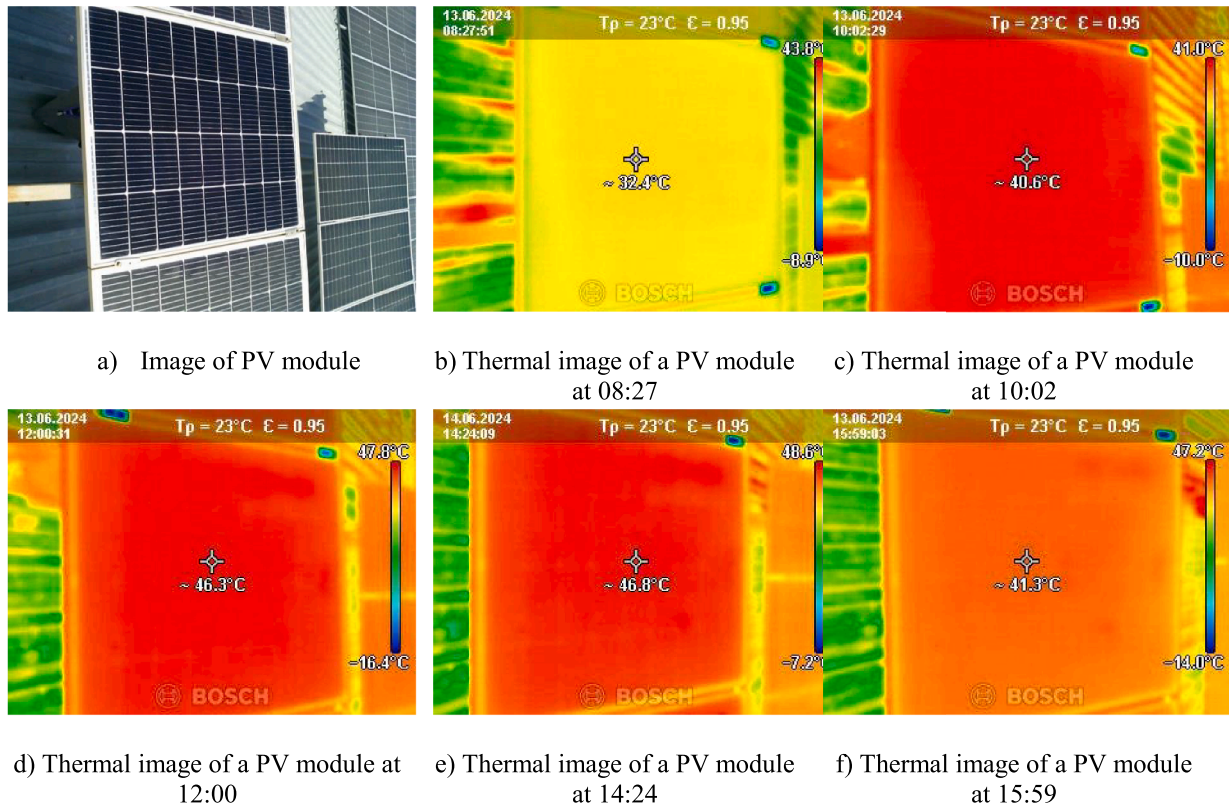 13.06.2024
08:27:51
Tρ = 23°C Ɛ = 0.95
43.8°
~ 32.4°C
-8.9°
BOSCH
13.06.2024
10:02:29
Tρ = 23°C Ɛ = 0.95
41.0°C
~ 40.6°C
-10.0°C
BOSCH
a) Image of PV module
b) Thermal image of a PV module
at 08:27
c) Thermal image of a PV module
at 10:02
13.06.2024
12:00:31
Tρ = 23°C Ɛ = 0.95
47.8°C
~ 46.3°C
-16.4°C
BOSCH
14.06.2024
14:24:09
Tρ = 23°C Ɛ = 0.95
48.6°
~ 46.8°C
-7.2°
BOSCH
13.06.2024
15:59:03
Tρ = 23°C Ɛ = 0.95
47.2°C
~ 41.3°C
-14.0°C
BOSCH
d) Thermal image of a PV module at
12:00
e) Thermal image of a PV module
at 14:24
f) Thermal image of a PV module
at 15:59